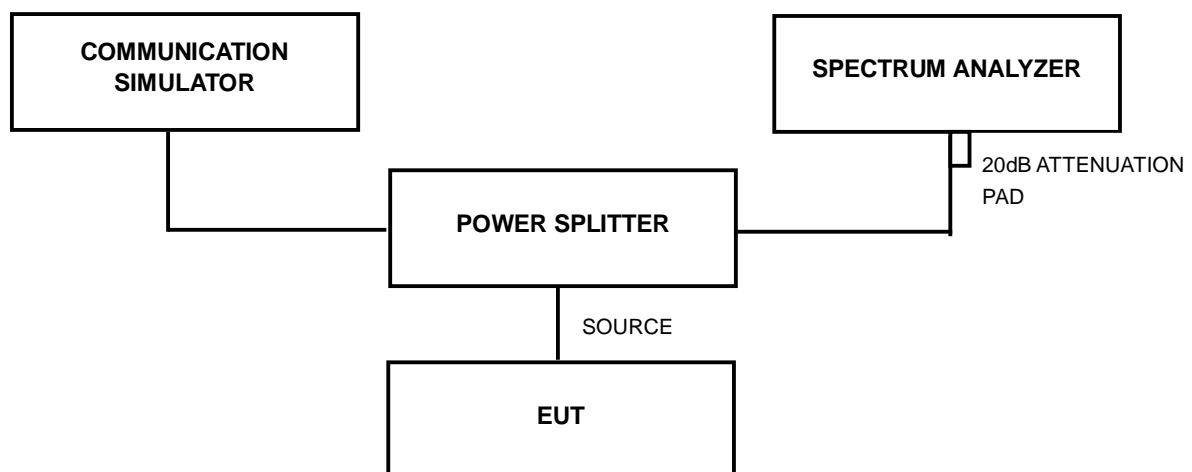 COMMUNICATION
SIMULATOR
SPECTRUM ANALYZER
20dB ATTENUATION
PAD
POWER SPLITTER
SOURCE
EUT